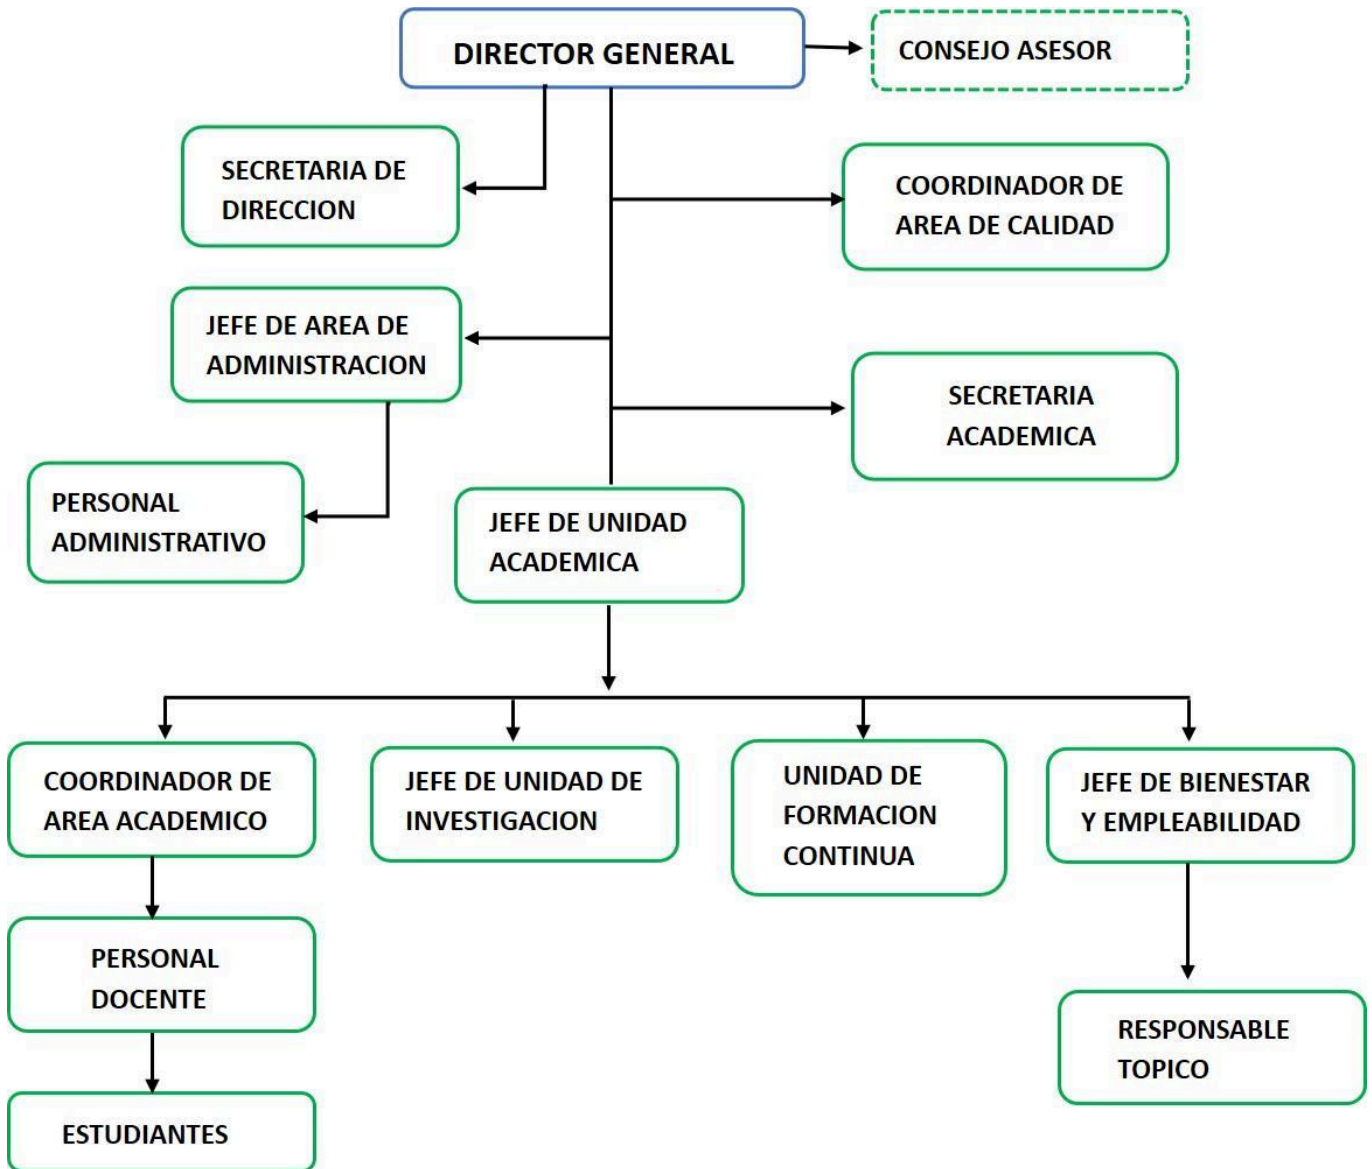 DIRECTOR GENERAL
CONSEJO ASESOR
SECRETARIA DE
DIRECCION
COORDINADOR DE
AREA DE CALIDAD
JEFE DE AREA DE
ADMINISTRACION
SECRETARIA
ACADEMICA
PERSONAL
ADMINISTRATIVO
JEFE DE UNIDAD
ACADEMICA
COORDINADOR DE
AREA ACADEMICO
JEFE DE UNIDAD DE
INVESTIGACION
UNIDAD DE
FORMACION
CONTINUA
JEFE DE BIENESTAR
Y EMPLEABILIDAD
PERSONAL
DOCENTE
RESPONSABLE
TOPICO
ESTUDIANTES